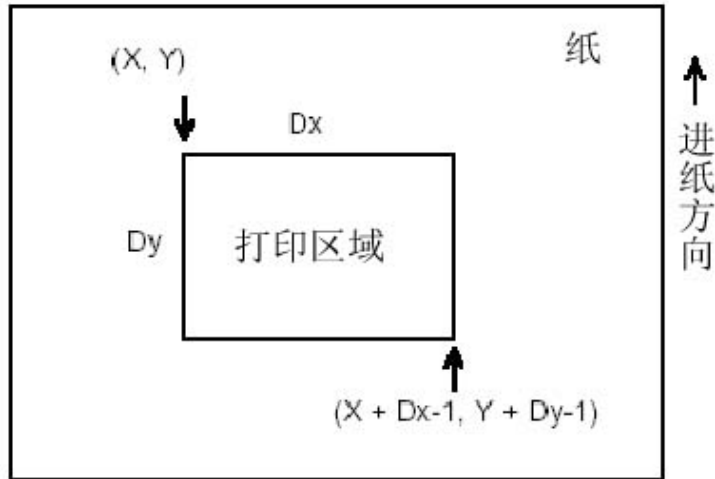 纸
(X, Y)
Dx
Dy
打印区域
(X + Dx-1, Y + Dy-1)
进纸方向